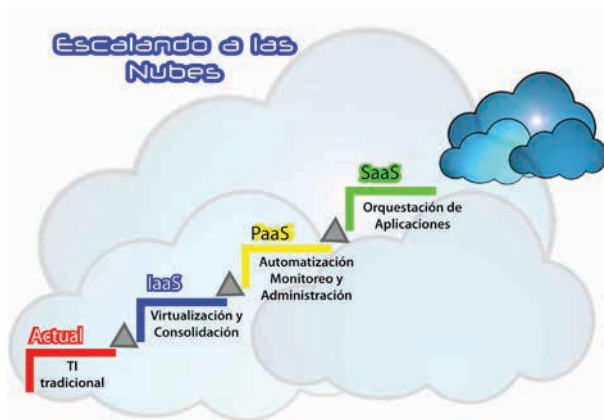 Escalando a las
Nubes
SaaS
Orquestación de
Aplicaciones
PaaS
Automatización
Monitoreo y
Administración
IaaS
Virtualización y
Consolidación
Actual
TI
tradicional